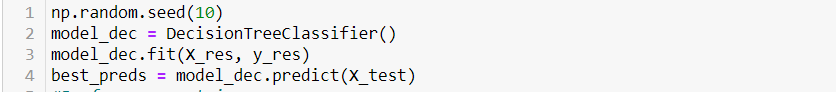 1 np.random.seed(10)
2 model_dec = DecisionTreeClassifier()
3 model_dec.fit(X_res, y_res)
4 best_preds = model_dec.predict(X_test)